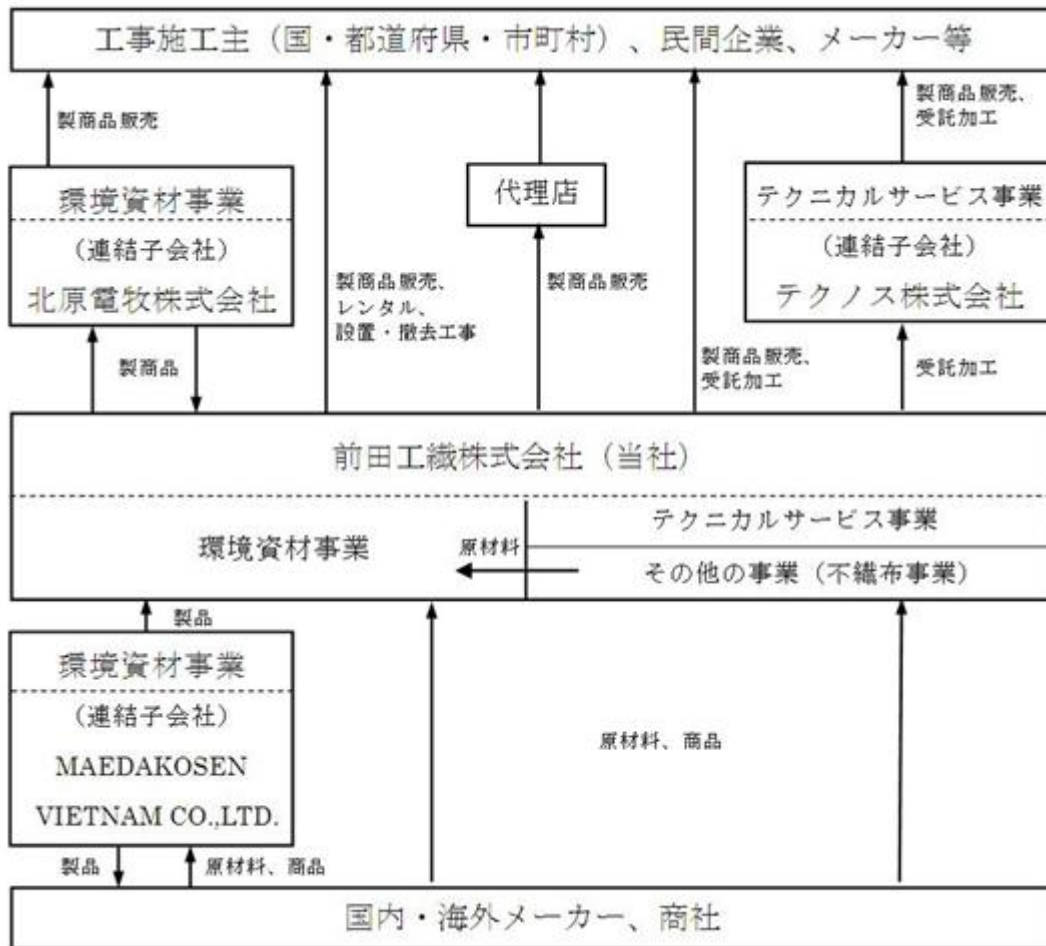 工事施工主（国・都道府県・市町村）、民間企業、メーカー等
製商品販売
製商品販売、
受託加工
環境資材事業
（連結子会社）
北原電牧株式会社
代理店
テクニカルサービス事業
（連結子会社）
テクノス株式会社
製商品販売、
レンタル、
設置・撤去工事
製商品販売
製商品
製商品販売、
受託加工
受託加工
前田工繊株式会社（当社）
環境資材事業
原材料
テクニカルサービス事業
その他の事業（不織布事業）
製品
環境資材事業
（連結子会社）
MAEDAKOSEN
VIETNAM CO.,LTD.
原材料、商品
製品
原材料、商品
国内・海外メーカー、商社